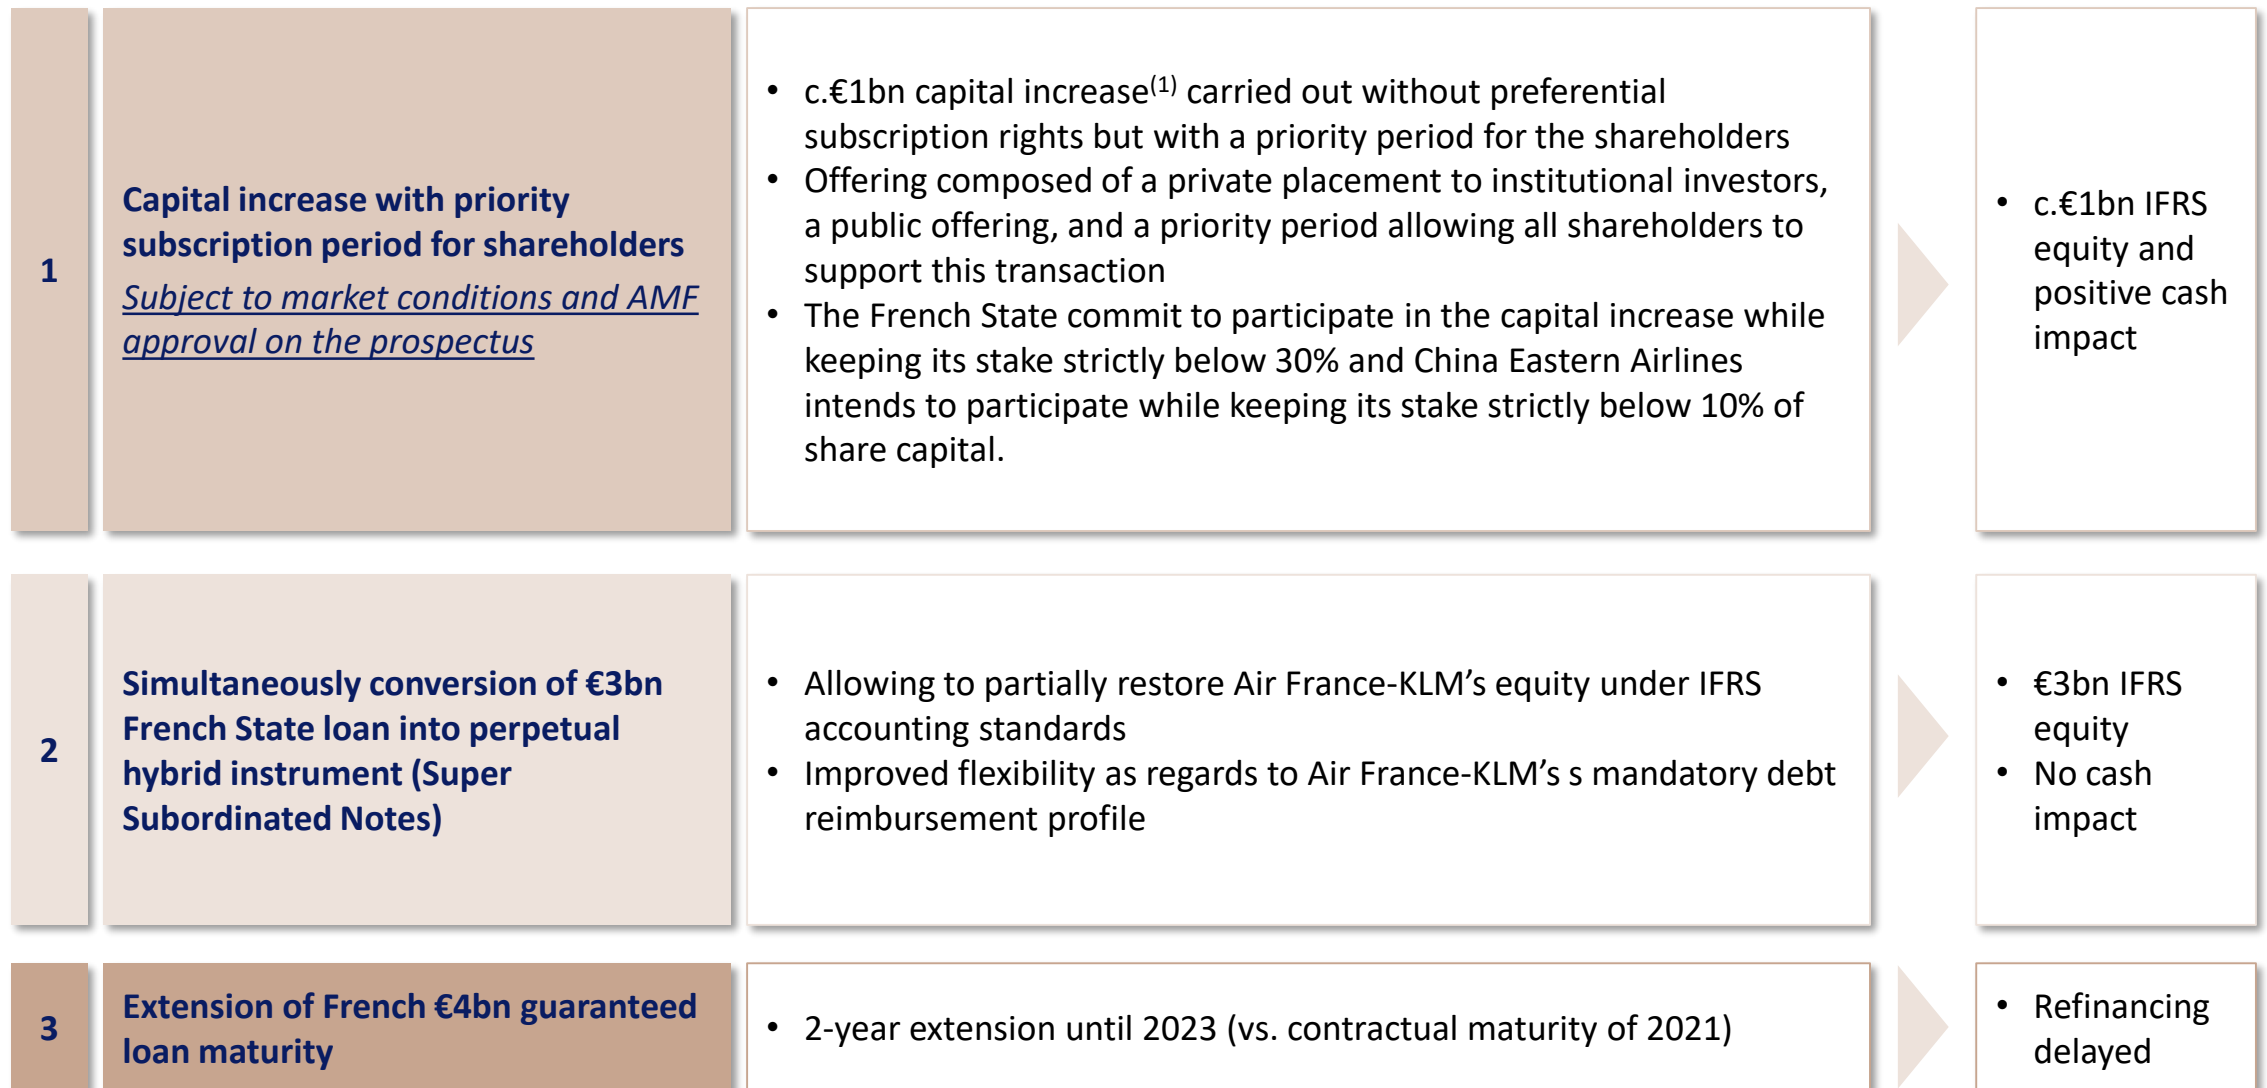 1
Capital increase with priority
subscription period for shareholders
Subject to market conditions and AMF
approval on the prospectus
• c.€1bn capital increase(1) carried out without preferential
subscription rights but with a priority period for the shareholders
• Offering composed of a private placement to institutional investors,
a public offering, and a priority period allowing all shareholders to
support this transaction
• The French State commit to participate in the capital increase while
keeping its stake strictly below 30% and China Eastern Airlines
intends to participate while keeping its stake strictly below 10% of
share capital.
• c.€1bn IFRS
equity and
positive cash
impact
2
Simultaneously conversion of €3bn
French State loan into perpetual
hybrid instrument (Super
Subordinated Notes)
• Allowing to partially restore Air France-KLM’s equity under IFRS
accounting standards
• Improved flexibility as regards to Air France-KLM’s s mandatory debt
reimbursement profile
• €3bn IFRS
equity
• No cash
impact
3
Extension of French €4bn guaranteed
loan maturity
• 2-year extension until 2023 (vs. contractual maturity of 2021)
• Refinancing
delayed